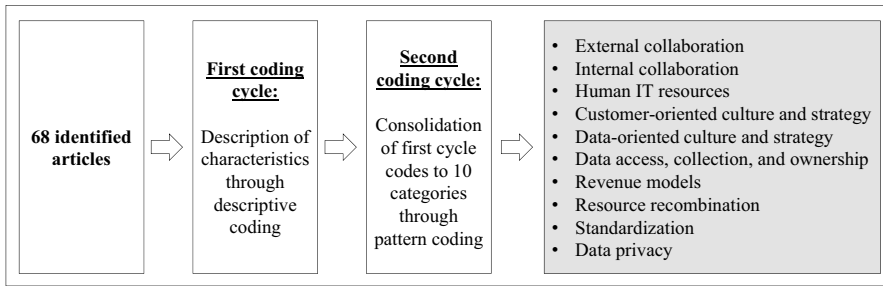 68 identified
articles
First coding
cycle:
Description of
characteristics
through
descriptive
coding
Second
coding cycle:
Consolidation
of first cycle
codes to 10
categories
through
pattern coding
• External collaboration
• Internal collaboration
• Human IT resources
• Customer-oriented culture and strategy
• Data-oriented culture and strategy
• Data access, collection, and ownership
• Revenue models
• Resource recombination
• Standardization
• Data privacy